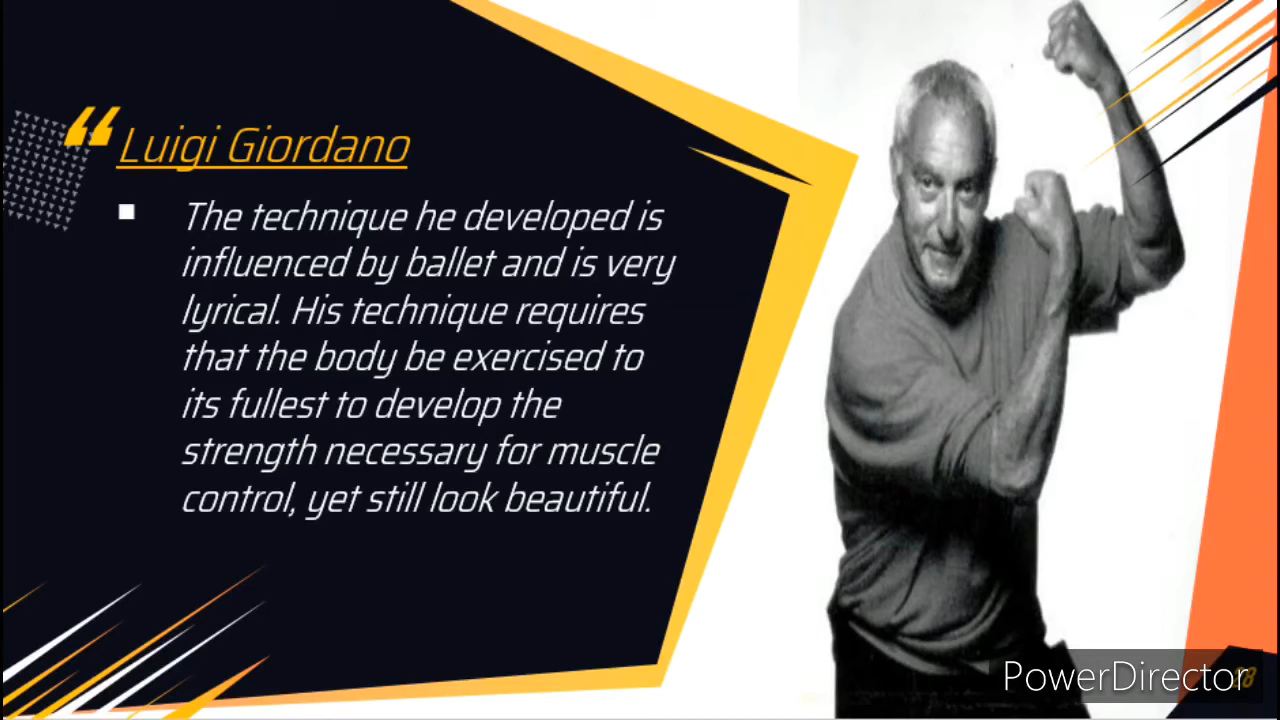 Luigi Giordano
The technique he developed is
influenced by ballet and is very
lyrical. His technique requires
that the body be exercised to
its fullest to develop the
strength necessary for muscle
control, yet still look beautiful.
PowerDirector
28